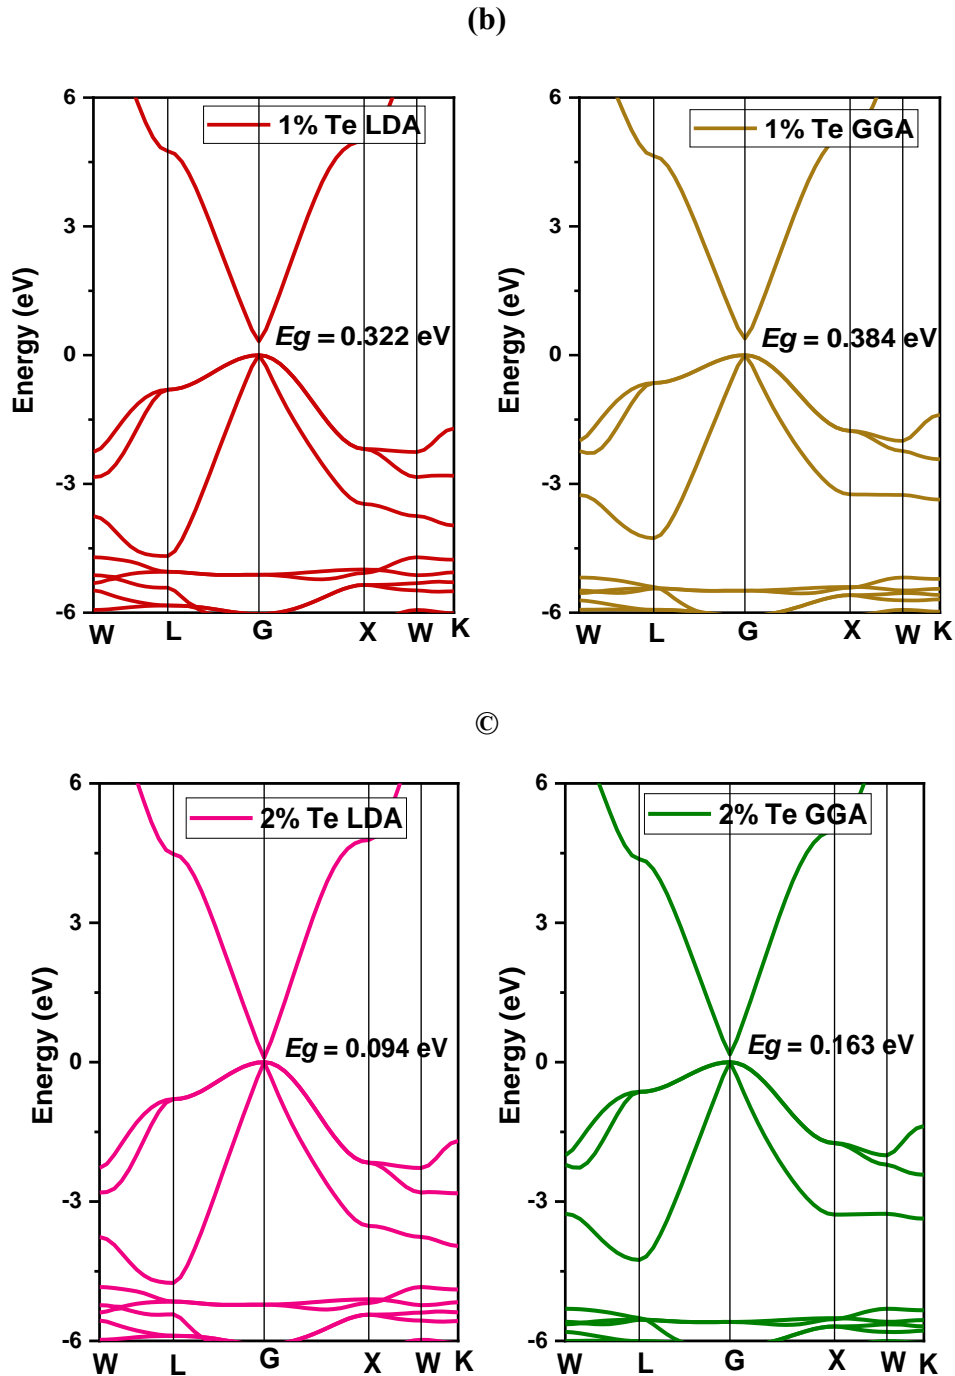 (b)
6
3
0
-3
-6
Energy (eV)
1% Te LDA
Eg = 0.322 eV
W L G X W K
6
3
0
-3
-6
Energy (eV)
1% Te GGA
Eg = 0.384 eV
W L G X W K
©
6
3
0
-3
-6
Energy (eV)
2% Te LDA
Eg = 0.094 eV
W L G X W K
6
3
0
-3
-6
Energy (eV)
2% Te GGA
Eg = 0.163 eV
W L G X W K